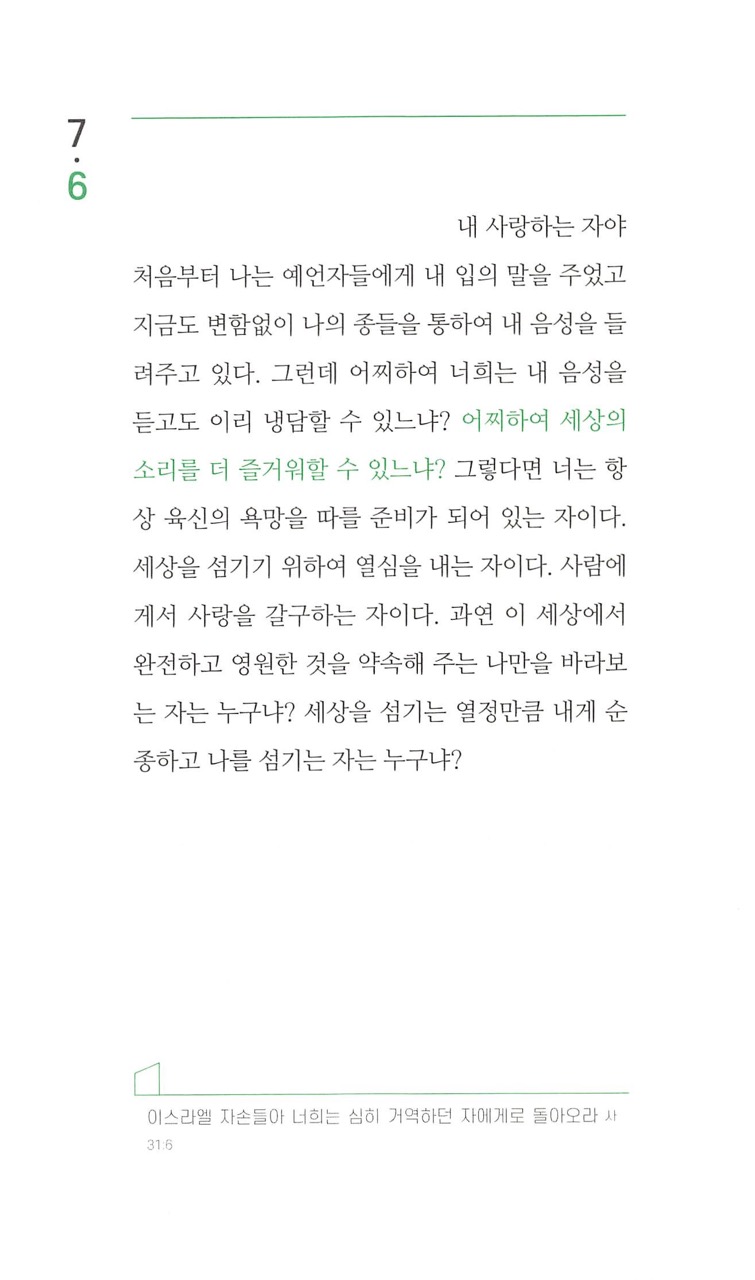 7
·
6
내 사랑하는 자야
처음부터 나는 예언자들에게 내 입의 말을 주었고
지금도 변함없이 나의 종들을 통하여 내 음성을 들
려주고 있다. 그런데 어찌하여 너희는 내 음성을
듣고도 이리 냉담할 수 있느냐? 어찌하여 세상의
소리를 더 즐거워할 수 있느냐? 그렇다면 너는 항
상 육신의 욕망을 따를 준비가 되어 있는 자이다.
세상을 섬기기 위하여 열심을 내는 자이다. 사람에
게서 사랑을 갈구하는 자이다. 과연 이 세상에서
완전하고 영원한 것을 약속해 주는 나만을 바라보
는 자는 누구냐? 세상을 섬기는 열정만큼 내게 순
종하고 나를 섬기는 자는 누구냐?
이스라엘 자손들아 너희는 심히 거역하던 자에게로 돌아오라 사
31:6